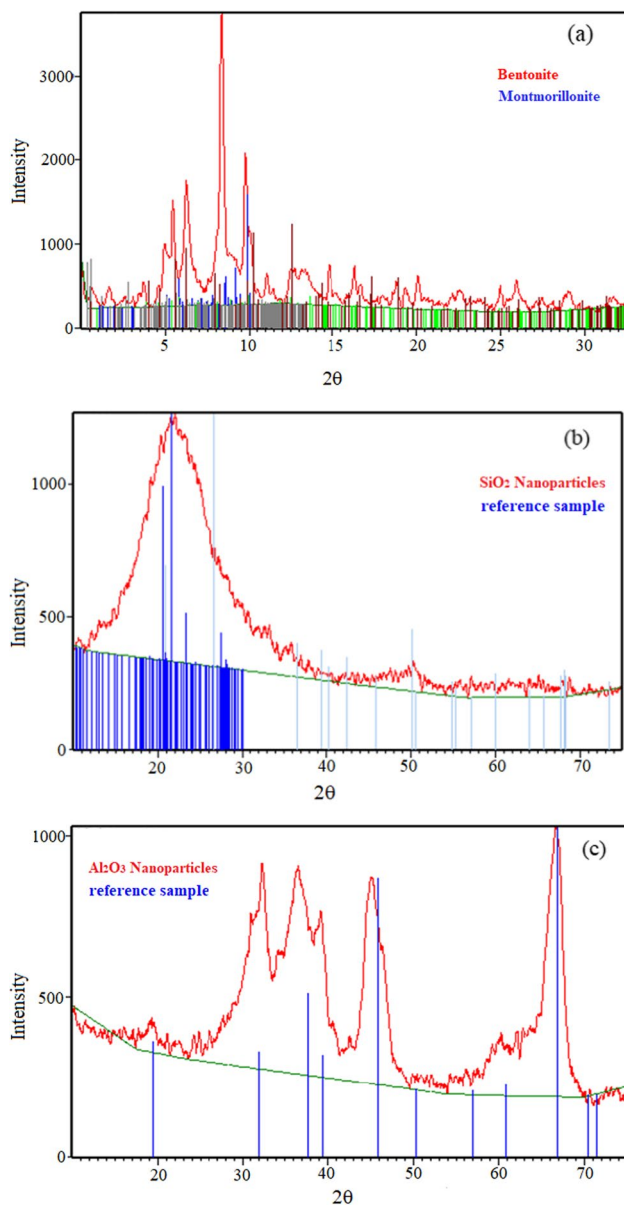 (a)
Bentonite
Montmorillonite
Intensity
3000
2000
1000
0
5 10 15 20 25 30
2θ
(b)
SiO₂ Nanoparticles
reference sample
Intensity
1000
500
0
20 30 40 50 60 70
2θ
(c)
Al₂O₃ Nanoparticles
reference sample
Intensity
1000
500
0
20 30 40 50 60 70
2θ